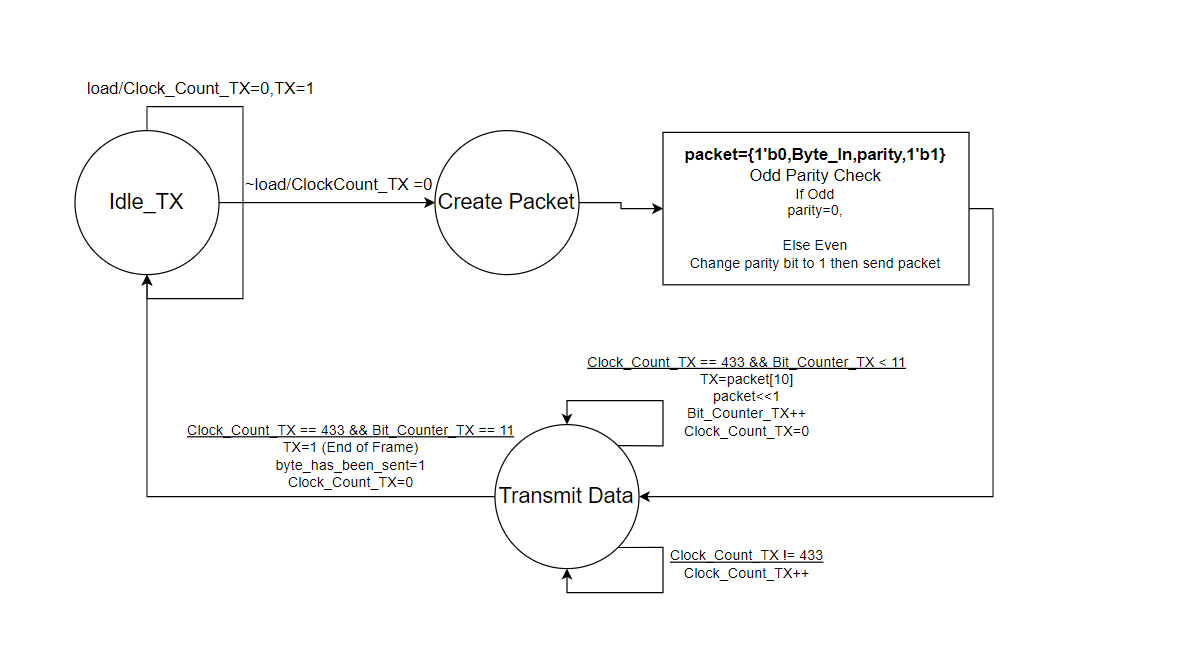 load/Clock_Count_TX=0,TX=1
Idle_TX
~load/ClockCount_TX =0
Create Packet
packet={1'b0,Byte_In,parity,1'b1}
Odd Parity Check
If Odd
parity=0,
Else Even
Change parity bit to 1 then send packet
Clock_Count_TX == 433 && Bit_Counter_TX < 11
TX=packet[10]
packet<<1
Bit_Counter_TX++
Clock_Count_TX=0
Clock_Count_TX == 433 && Bit_Counter_TX == 11
TX=1 (End of Frame)
byte_has_been_sent=1
Clock_Count_TX=0
Transmit Data
Clock_Count_TX != 433
Clock_Count_TX++